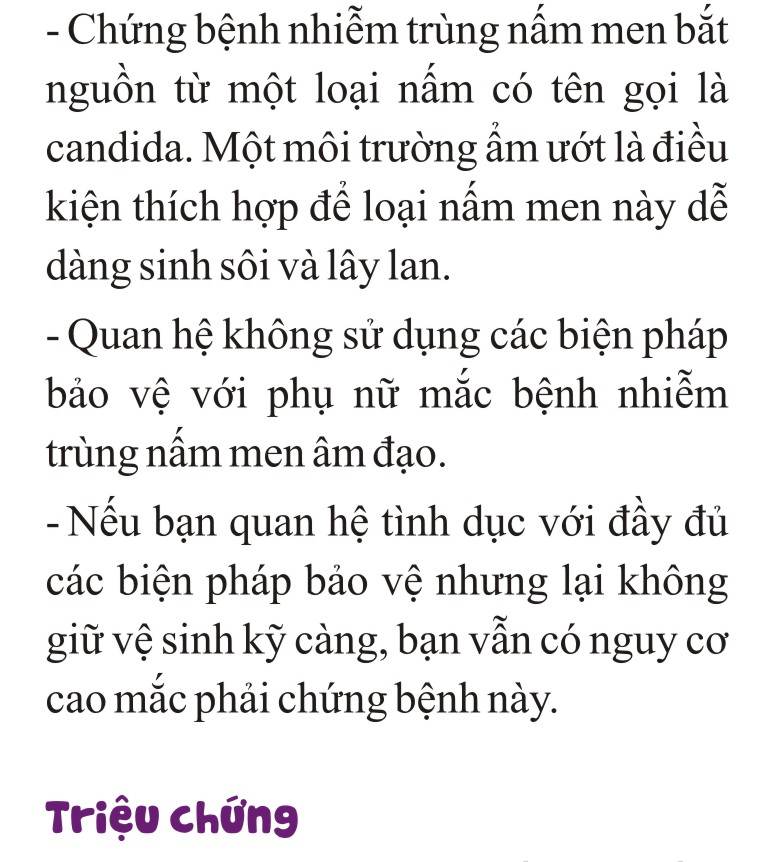 - Chứng bệnh nhiễm trùng nấm men bắt
nguồn từ một loại nấm có tên gọi là
candida. Một môi trường ẩm ướt là điều
kiện thích hợp để loại nấm men này dễ
dàng sinh sôi và lây lan.
- Quan hệ không sử dụng các biện pháp
bảo vệ với phụ nữ mắc bệnh nhiễm
trùng nấm men âm đạo.
- Nếu bạn quan hệ tình dục với đầy đủ
các biện pháp bảo vệ nhưng lại không
giữ vệ sinh kỹ càng, bạn vẫn có nguy cơ
cao mắc phải chứng bệnh này.
Triệu chứng